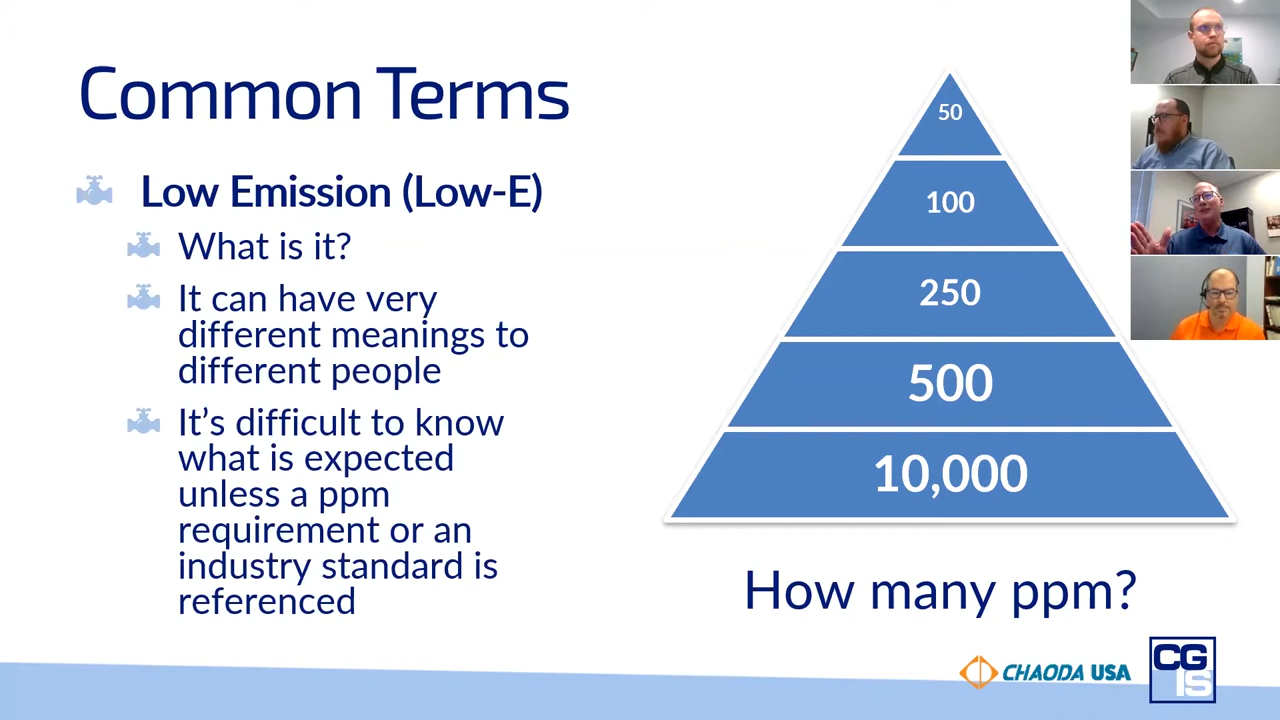 Common Terms
Low Emission (Low-E)
What is it?
It can have very
different meanings to
different people
It’s difficult to know
what is expected
unless a ppm
requirement or an
industry standard is
referenced
50
100
250
500
10,000
How many ppm?
CHAODA USA
CG
IS